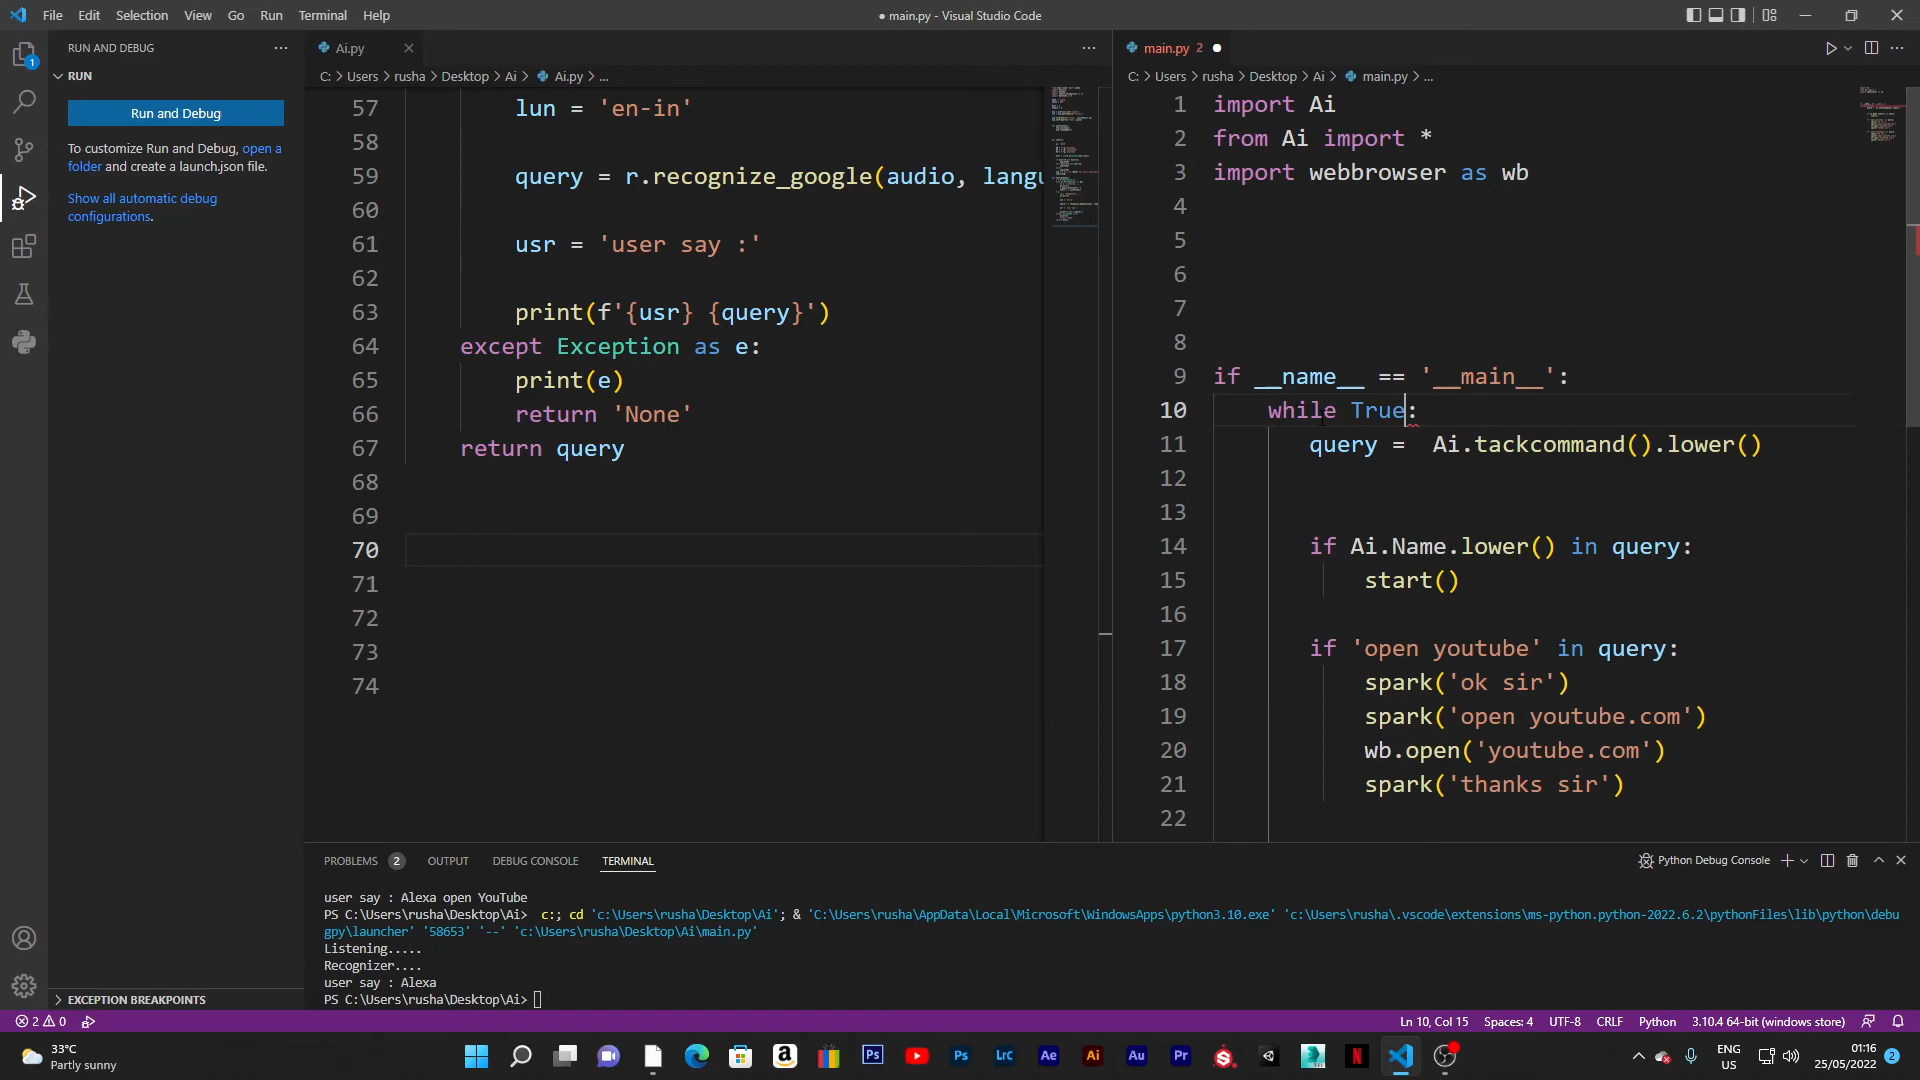 File Edit Selection View Go Run Terminal Help
● main.py - Visual Studio Code
RUN AND DEBUG
RUN
Run and Debug
To customize Run and Debug, open a
folder and create a launch.json file.
Show all automatic debug
configurations.
EXCEPTION BREAKPOINTS
Ai.py
C: > Users > rusha > Desktop > Ai > Ai.py > ...
57 lun = 'en-in'
58
59 query = r.recognize_google(audio, langu
60
61 usr = 'user say :'
62
63 print(f'{usr} {query}')
64 except Exception as e:
65 print(e)
66 return 'None'
67 return query
68
69
70
71
72
73
74
main.py 2
C: > Users > rusha > Desktop > Ai > main.py > ...
1 import Ai
2 from Ai import *
3 import webbrowser as wb
4
5
6
7
8
9 if __name__ == '__main__':
10 while True:
11 query =  Ai.tackcommand().lower()
12
13
14 if Ai.Name.lower() in query:
15 start()
16
17 if 'open youtube' in query:
18 spark('ok sir')
19 spark('open youtube.com')
20 wb.open('youtube.com')
21 spark('thanks sir')
22
PROBLEMS 2 OUTPUT DEBUG CONSOLE TERMINAL
Python Debug Console
user say : Alexa open YouTube
PS C:\Users\rusha\Desktop\Ai>  c:; cd 'c:\Users\rusha\Desktop\Ai'; & 'C:\Users\rusha\AppData\Local\Microsoft\WindowsApps\python3.10.exe' 'c:\Users\rusha\.vscode\extensions\ms-python.python-2022.6.2\pythonFiles\lib\python\debu
gpy\launcher' '58653' '--' 'c:\Users\rusha\Desktop\Ai\main.py'
Listening.....
Recognizer....
user say : Alexa
PS C:\Users\rusha\Desktop\Ai>
2 0
Ln 10, Col 15 Spaces: 4 UTF-8 CRLF Python 3.10.4 64-bit (windows store)
33°C
Partly sunny
1
Ps Ps Lrc Ae Ai Au Pr
ENG
US
01:16
25/05/2022
2